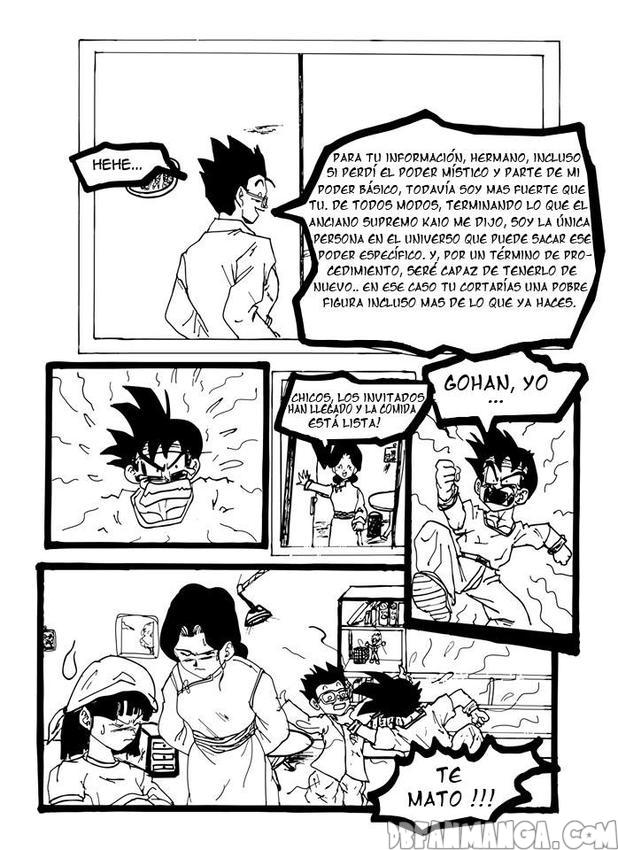 HEHE...
PARA TU INFORMACIÓN, HERMANO, INCLUSO
SI PERDÍ EL PODER MÍSTICO Y PARTE DE MI
PODER BÁSICO, TODAVÍA SOY MAS FUERTE QUE
TU. DE TODOS MODOS, TERMINANDO LO QUE EL
ANCIANO SUPREMO KAIO ME DIJO, SOY LA ÚNICA
PERSONA EN EL UNIVERSO QUE PUEDE SACAR ESE
PODER ESPECÍFICO. Y, POR UN TÉRMINO DE PRO-
CEDIMIENTO, SERÉ CAPAZ DE TENERLO DE
NUEVO.. EN ESE CASO TU CORTARÍAS UNA POBRE
FIGURA INCLUSO MAS DE LO QUE YA HACES.
CHICOS, LOS INVITADOS
HAN LLEGADO Y LA COMIDA
ESTÁ LISTA!
GOHAN, YO
...
TE
MATO !!!
DBFANMANGA.COM